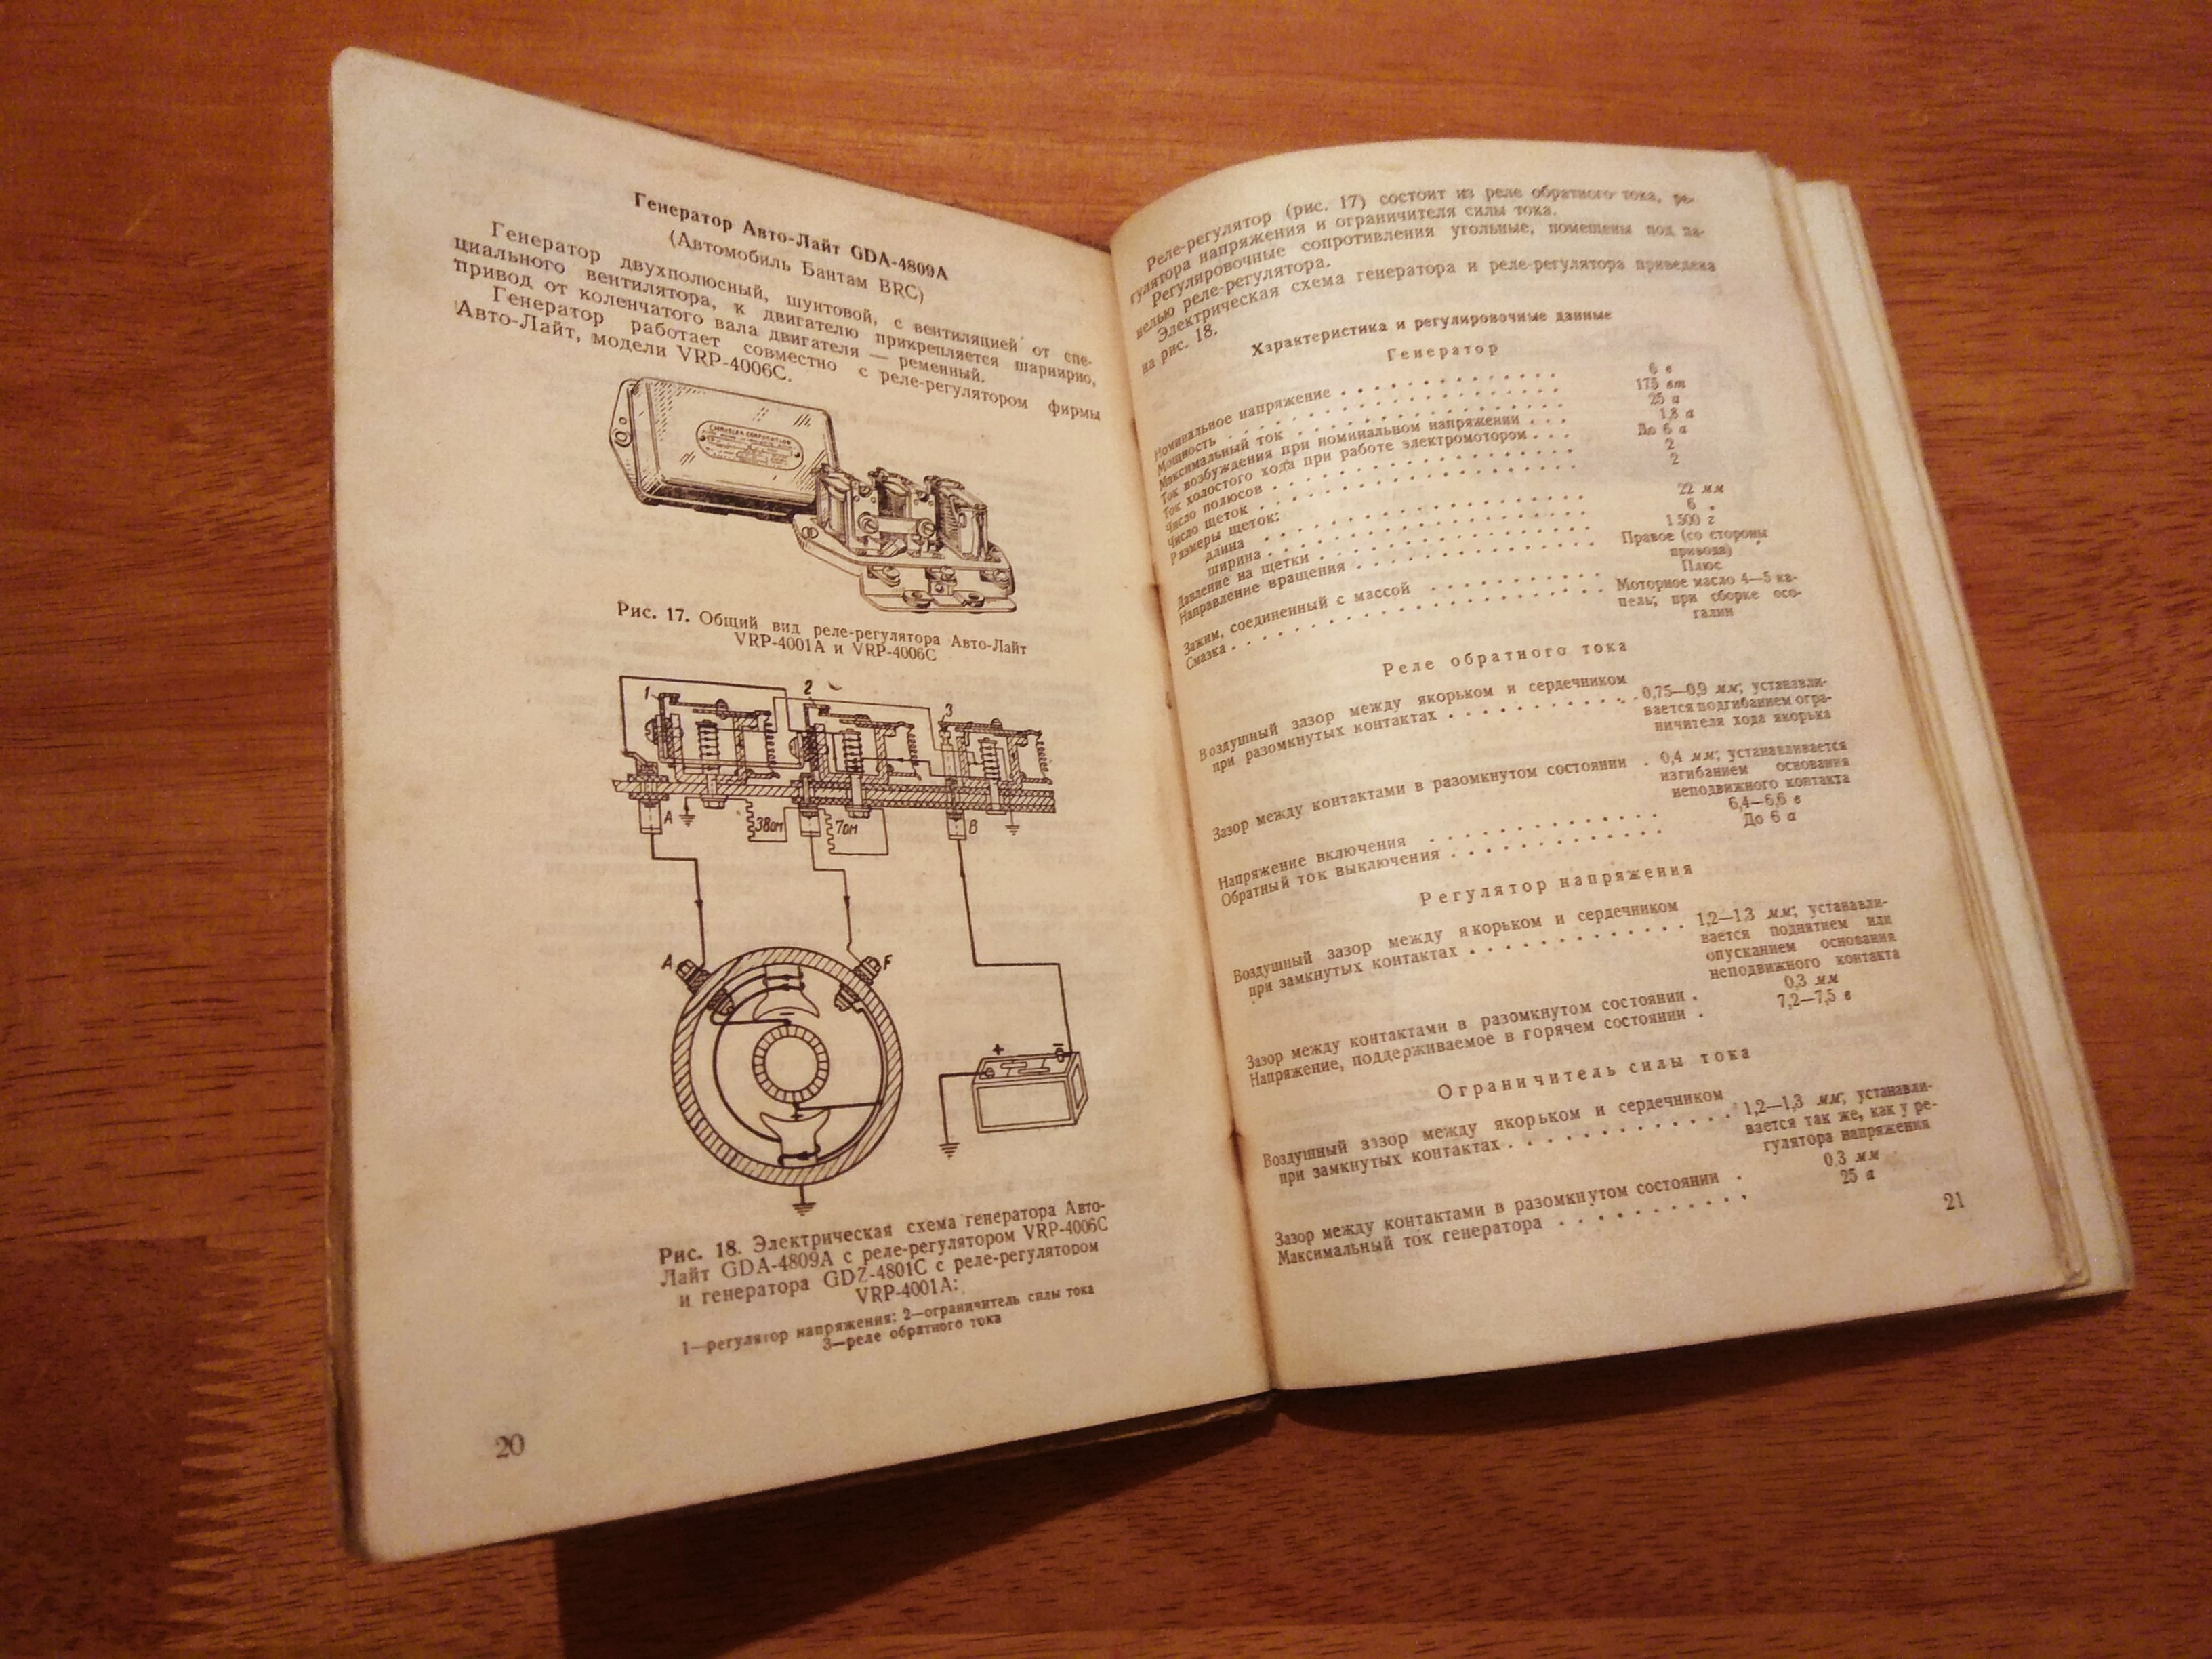 Генератор Авто-Лайт GDA-4809А
(Автомобиль Бантам BRC)
Генератор двухполюсный, шунтовой, с вентиляцией от спе-
циального вентилятора, к двигателю прикрепляется шарнирно,
привод от коленчатого вала двигателя — ременный.
Генератор работает совместно с реле-регулятором фирмы
Авто-Лайт, модели VRP-4006С.
CHRYSLER CORPORATION
Рис. 17. Общий вид реле-регулятора Авто-Лайт
VRP-4001А и VRP-4006С
1 2 3
A 38ом 7ом B
A F
+ −
− +
Рис. 18. Электрическая схема генератора Авто-
Лайт GDA-4809А с реле-регулятором VRP-4006С
и генератора GDZ-4801С с реле-регулятором
VRP-4001А:
1—регулятор напряжения; 2—ограничитель силы тока
3—реле обратного тока
20
Реле-регулятор (рис. 17) состоит из реле обратного тока, ре-
гулятора напряжения и ограничителя силы тока.
Регулировочные сопротивления угольные, помещены под па-
нелью реле-регулятора.
Электрическая схема генератора и реле-регулятора приведена
на рис. 18.
Характеристика и регулировочные данные
Генератор
Номинальное напряжение . . . 6 в
Мощность . . . 175 вт
Максимальный ток . . . 25 а
Ток возбуждения при номинальном напряжении . . . 1,8 а
Ток холостого хода при работе электромотором . . . До 6 а
Число полюсов . . . 2
Число щеток . . . 2
Размеры щеток:
длина . . . 22 мм
ширина . . . 6 „
Давление на щетки . . . 1 500 г
Направление вращения . . . Правое (со стороны
привода)
Зажим, соединенный с массой . . . Плюс
Смазка . . . Моторное масло 4—5 ка-
пель; при сборке осо-
галин
Реле обратного тока
Воздушный зазор между якорьком и сердечником
при разомкнутых контактах . . . 0,75—0,9 мм; устанавли-
вается подгибанием огра-
ничителя хода якорька
Зазор между контактами в разомкнутом состоянии . 0,4 мм; устанавливается
изгибанием основания
неподвижного контакта
Напряжение включения . . . 6,4—6,6 в
Обратный ток выключения . . . До 6 а
Регулятор напряжения
Воздушный зазор между якорьком и сердечником
при замкнутых контактах . . . 1,2—1,3 мм; устанавли-
вается поднятием или
опусканием основания
неподвижного контакта
Зазор между контактами в разомкнутом состоянии . 0,3 мм
Напряжение, поддерживаемое в горячем состоянии . 7,2—7,5 в
Ограничитель силы тока
Воздушный зазор между якорьком и сердечником
при замкнутых контактах . . . 1,2—1,3 мм; устанавли-
вается так же, как у ре-
гулятора напряжения
Зазор между контактами в разомкнутом состоянии . 0,3 мм
Максимальный ток генератора . . . 25 а
21